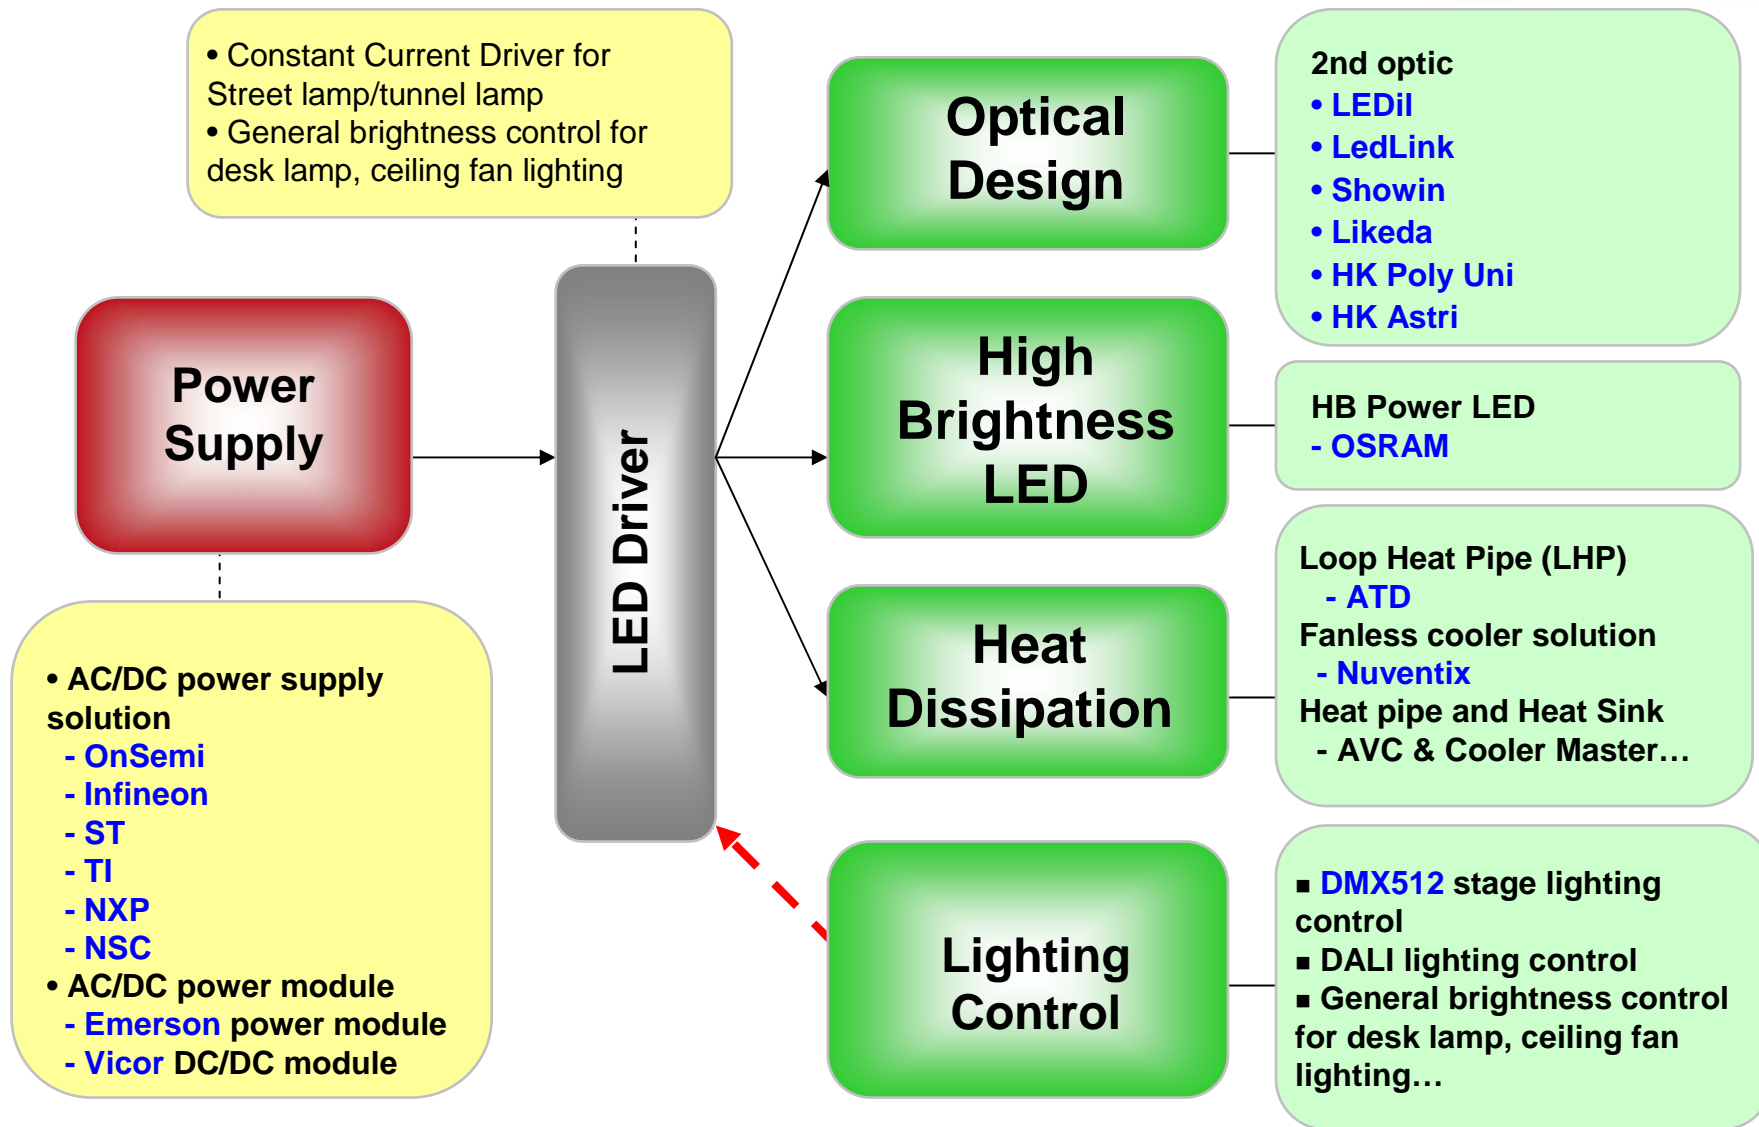 • Constant Current Driver for
Street lamp/tunnel lamp
• General brightness control for
desk lamp, ceiling fan lighting
Power
Supply
• AC/DC power supply
solution
- OnSemi
- Infineon
- ST
- TI
- NXP
- NSC
• AC/DC power module
- Emerson power module
- Vicor DC/DC module
LED Driver
Optical
Design
2nd optic
• LEDil
• LedLink
• Showin
• Likeda
• HK Poly Uni
• HK Astri
High
Brightness
LED
HB Power LED
- OSRAM
Heat
Dissipation
Loop Heat Pipe (LHP)
- ATD
Fanless cooler solution
- Nuventix
Heat pipe and Heat Sink
- AVC & Cooler Master…
Lighting
Control
■ DMX512 stage lighting
control
■ DALI lighting control
■ General brightness control
for desk lamp, ceiling fan
lighting…